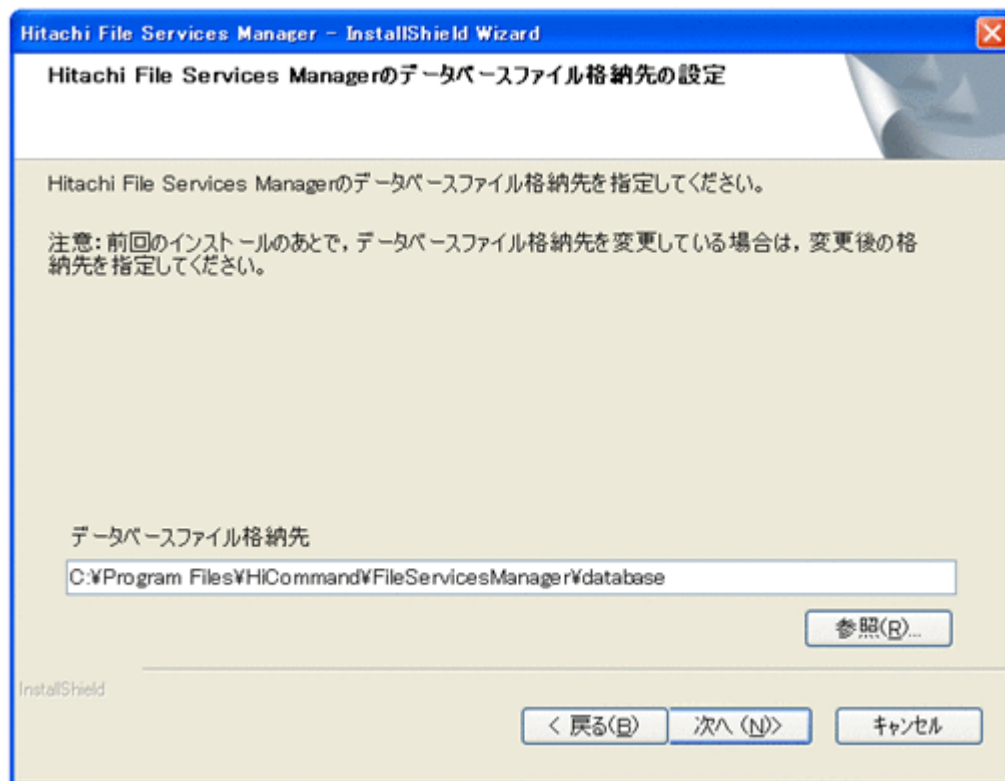 Hitachi File Services Manager - InstallShield Wizard
Hitachi File Services Managerのデータベースファイル格納先の設定
Hitachi File Services Managerのデータベースファイル格納先を指定してください。
注意：前回のインストールのあとで，データベースファイル格納先を変更している場合は，変更後の格
納先を指定してください。
データベースファイル格納先
C:¥Program Files¥HiCommand¥FileServicesManager¥database
参照(R)...
InstallShield
< 戻る(B)
次へ (N)>
キャンセル